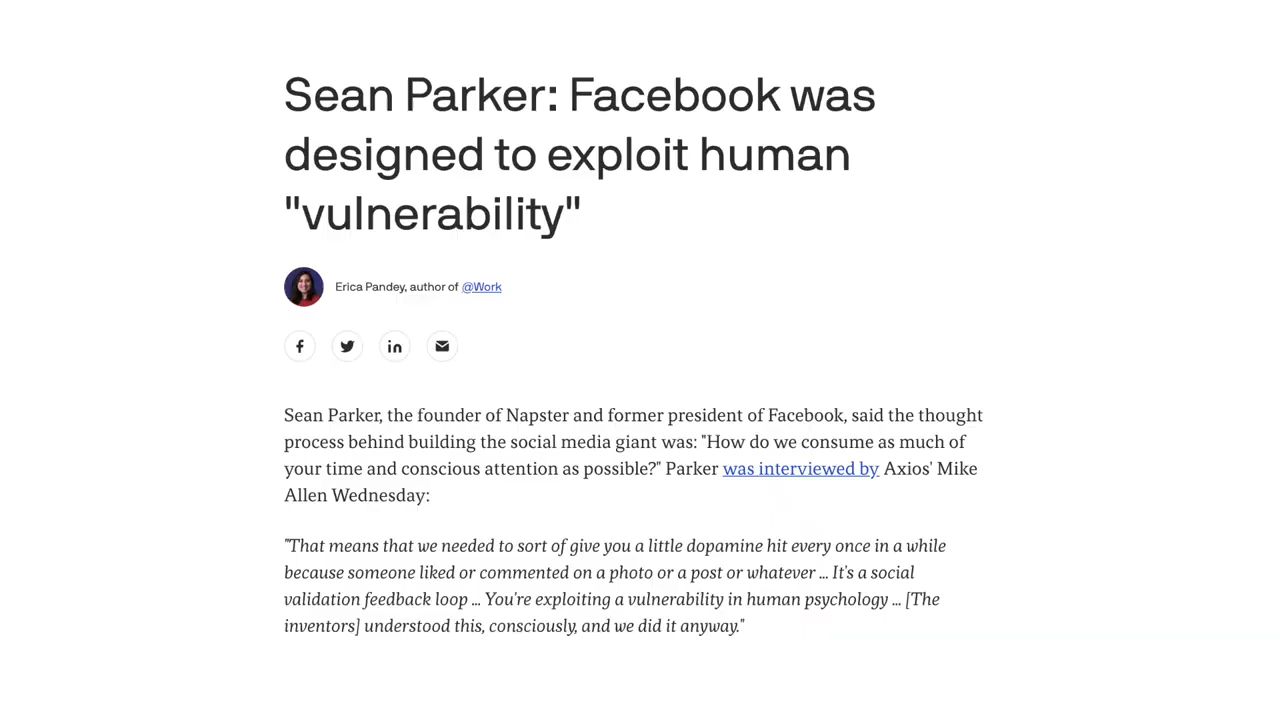 Sean Parker: Facebook was
designed to exploit human
"vulnerability"
Erica Pandey, author of @Work
Sean Parker, the founder of Napster and former president of Facebook, said the thought
process behind building the social media giant was: "How do we consume as much of
your time and conscious attention as possible?" Parker was interviewed by Axios' Mike
Allen Wednesday:
"That means that we needed to sort of give you a little dopamine hit every once in a while
because someone liked or commented on a photo or a post or whatever ... It's a social
validation feedback loop ... You're exploiting a vulnerability in human psychology ... [The
inventors] understood this, consciously, and we did it anyway."